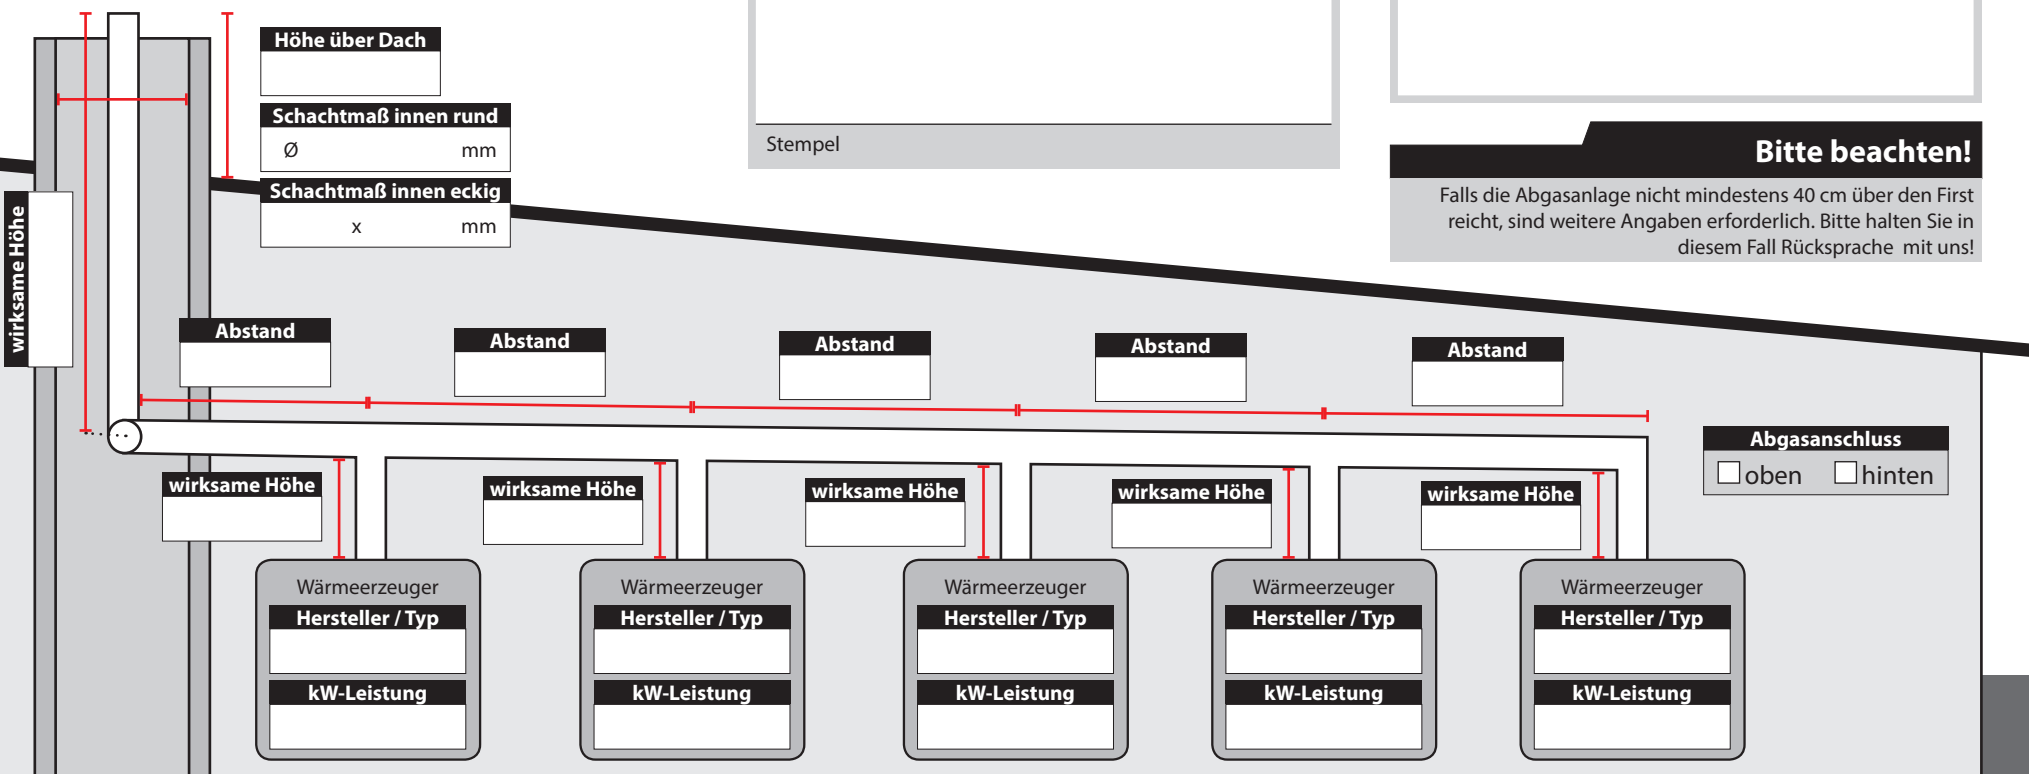 Höhe über Dach
Schachtmaß innen rund
Ø mm
Schachtmaß innen eckig
x mm
Stempel
Bitte beachten!
Falls die Abgasanlage nicht mindestens 40 cm über den First
reicht, sind weitere Angaben erforderlich. Bitte halten Sie in
diesem Fall Rücksprache mit uns!
wirksame Höhe
Abstand
Abstand
Abstand
Abstand
Abstand
Abgasanschluss
oben hinten
wirksame Höhe
wirksame Höhe
wirksame Höhe
wirksame Höhe
wirksame Höhe
Wärmeerzeuger
Hersteller / Typ
kW-Leistung
Wärmeerzeuger
Hersteller / Typ
kW-Leistung
Wärmeerzeuger
Hersteller / Typ
kW-Leistung
Wärmeerzeuger
Hersteller / Typ
kW-Leistung
Wärmeerzeuger
Hersteller / Typ
kW-Leistung